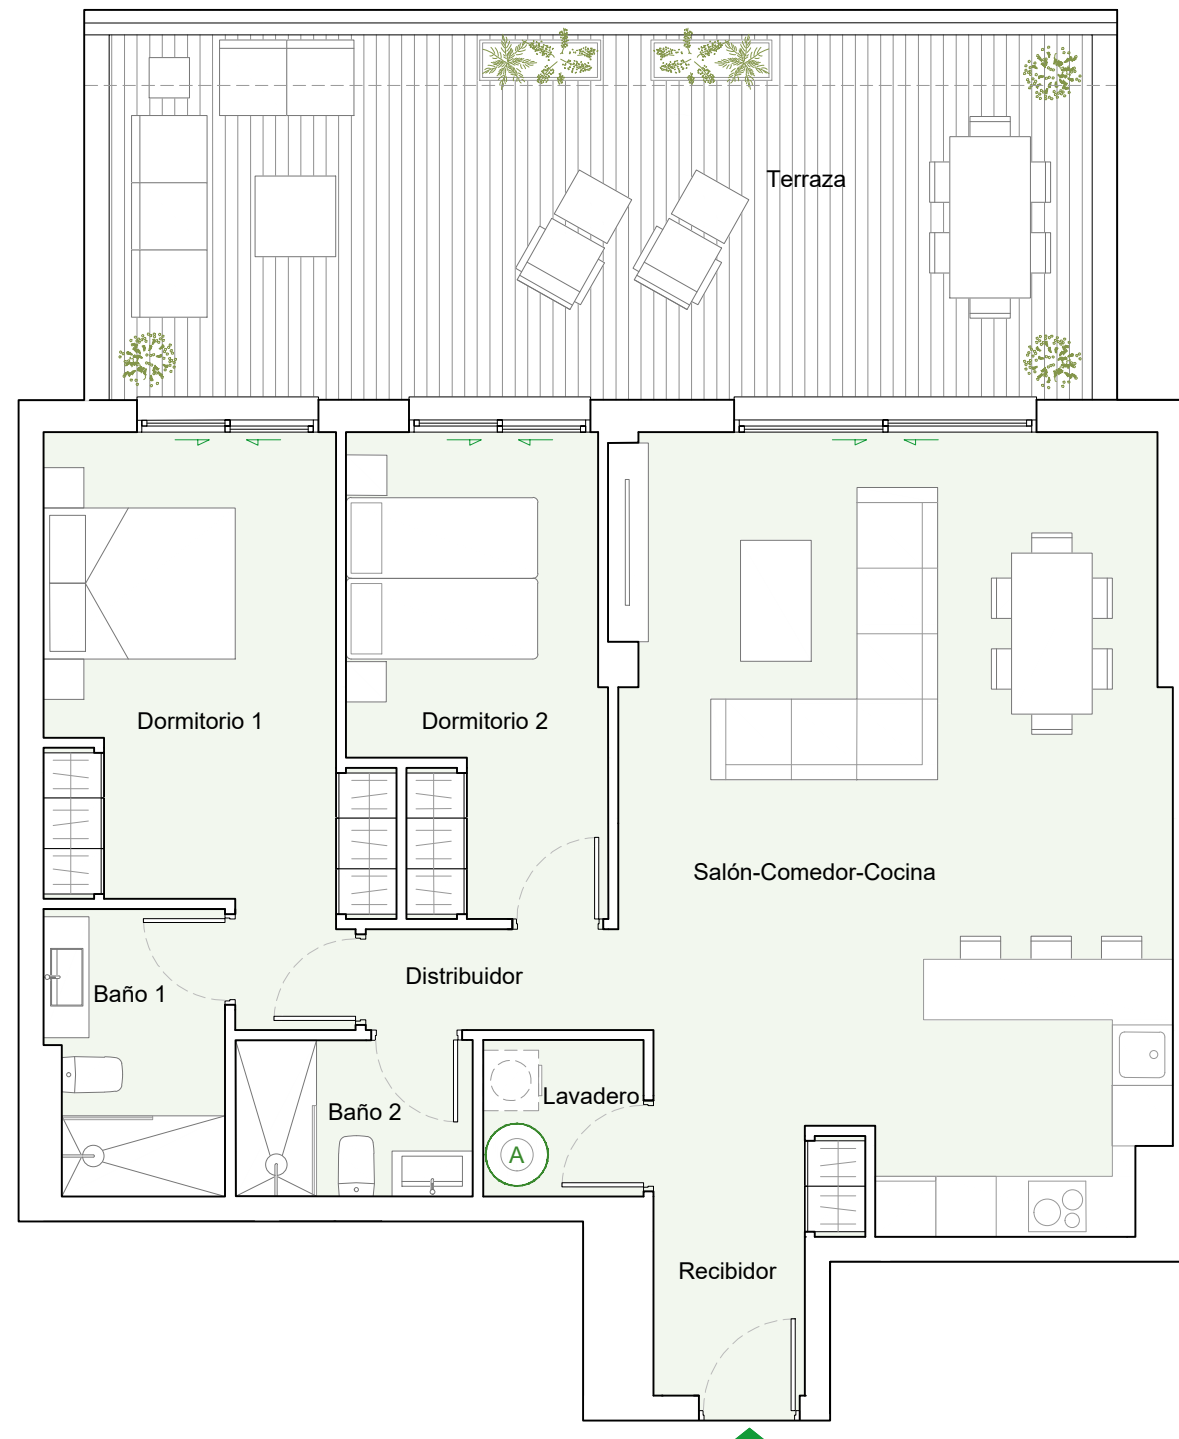 Terraza
Dormitorio 1
Dormitorio 2
Salón-Comedor-Cocina
Distribuidor
Baño 1
Lavadero
Baño 2
A
Recibidor